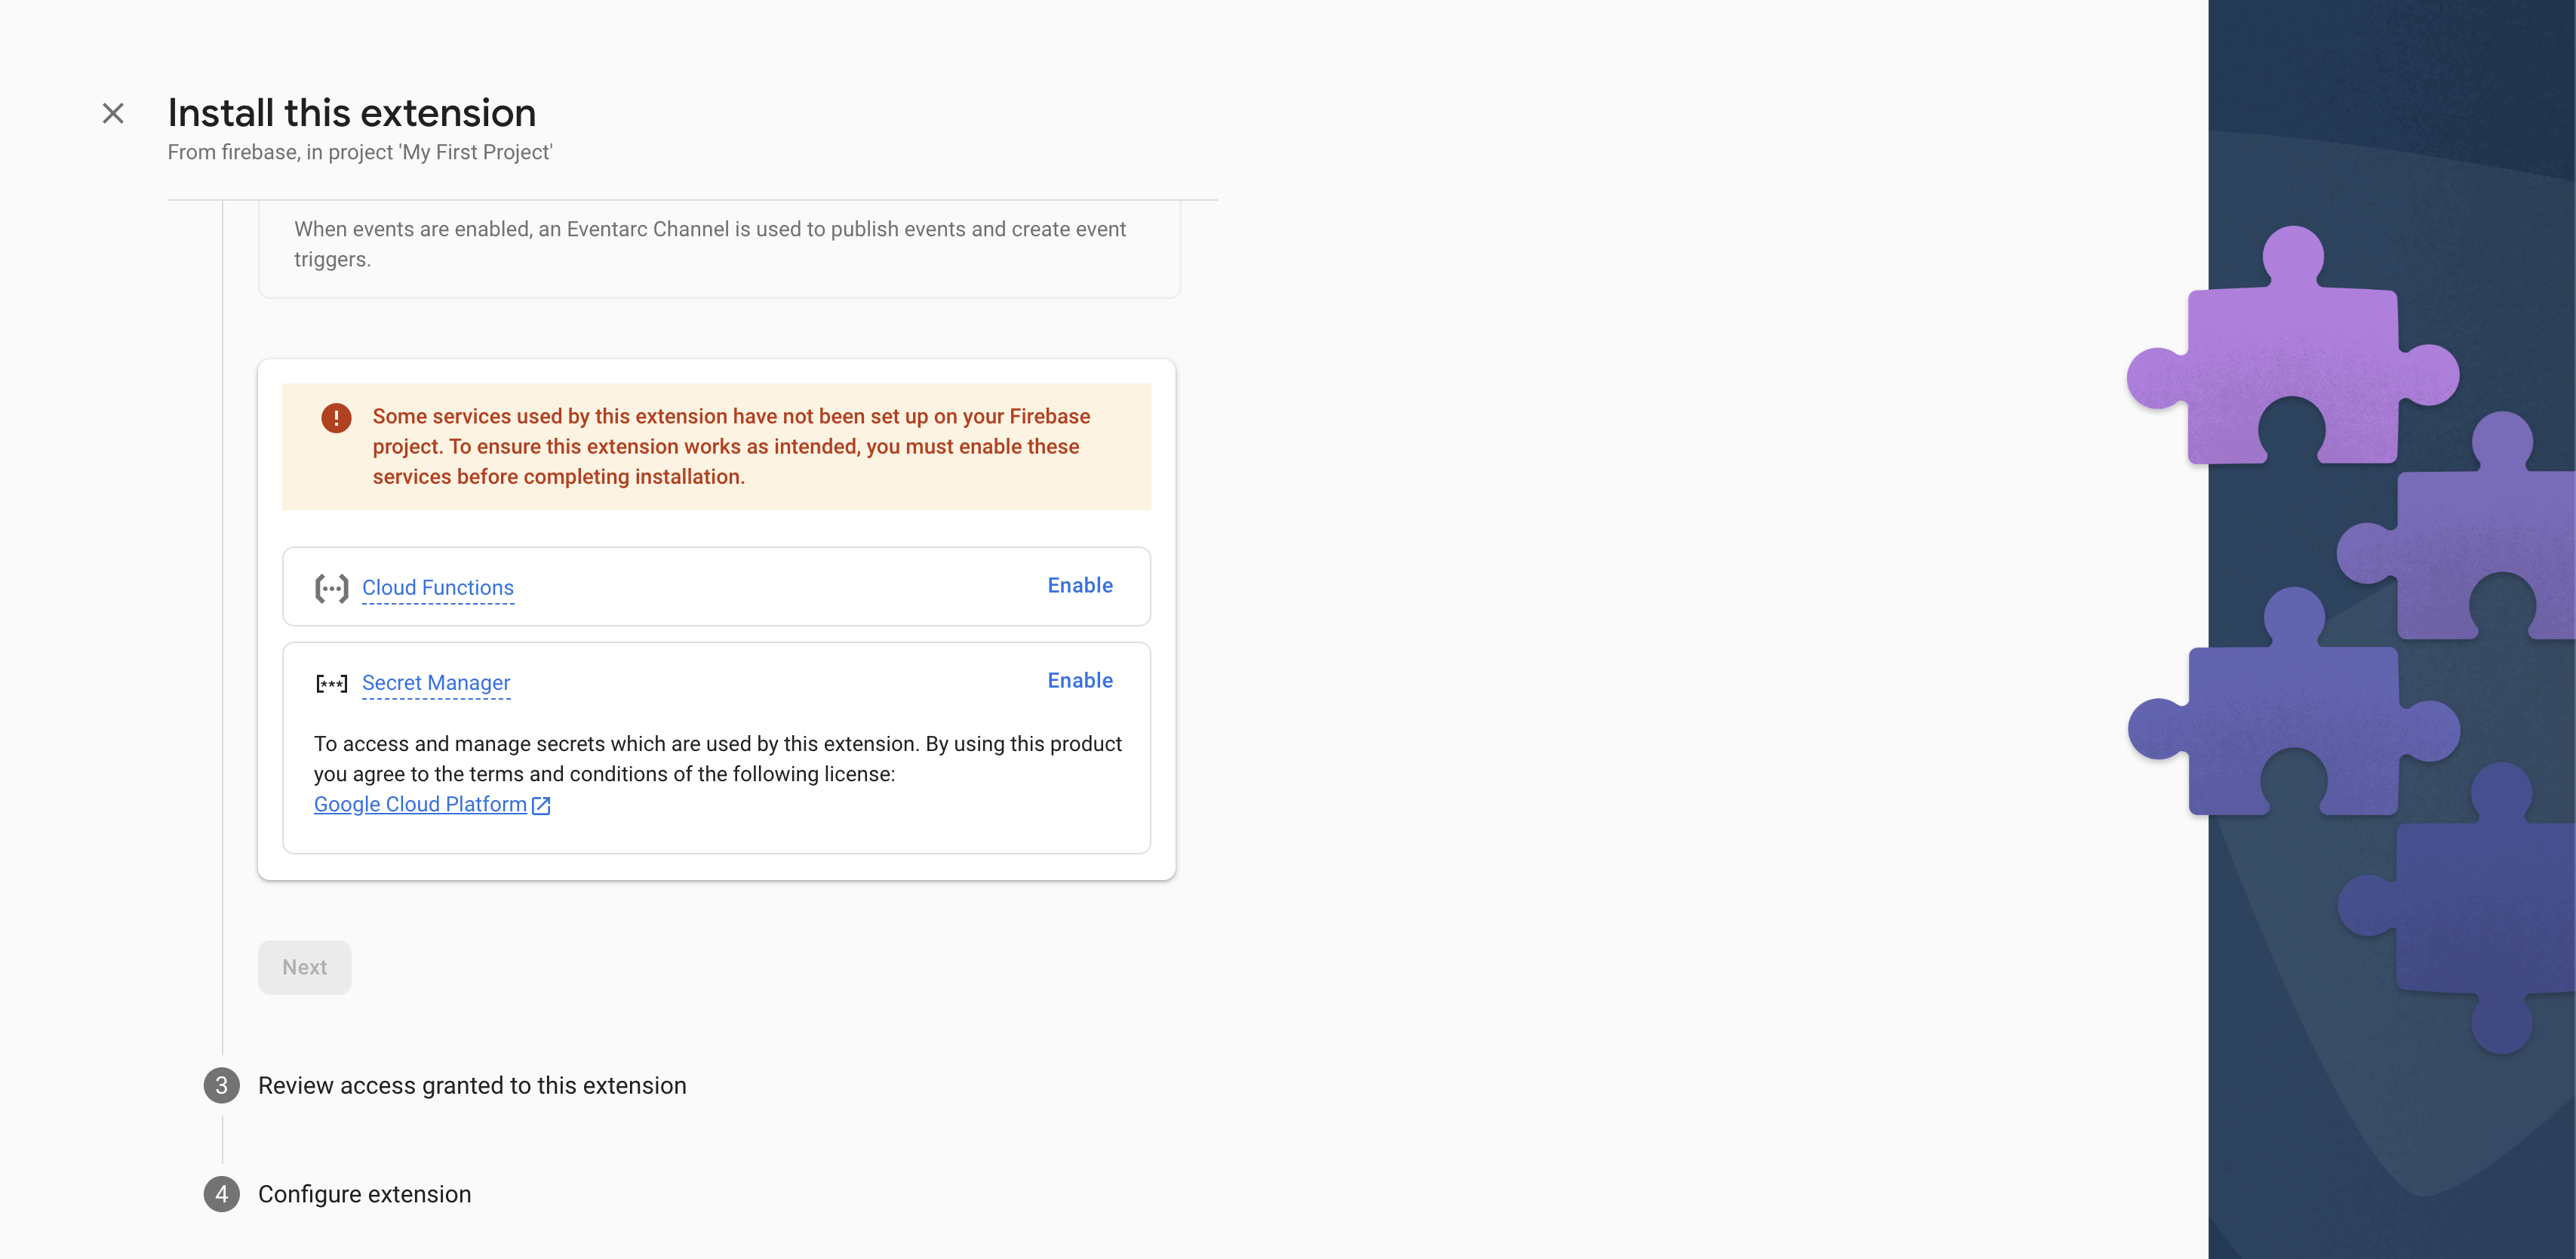 Install this extension
From firebase, in project 'My First Project'
When events are enabled, an Eventarc Channel is used to publish events and create event
triggers.
Some services used by this extension have not been set up on your Firebase
project. To ensure this extension works as intended, you must enable these
services before completing installation.
Cloud Functions
Enable
Secret Manager
Enable
To access and manage secrets which are used by this extension. By using this product
you agree to the terms and conditions of the following license:
Google Cloud Platform
Next
3 Review access granted to this extension
4 Configure extension